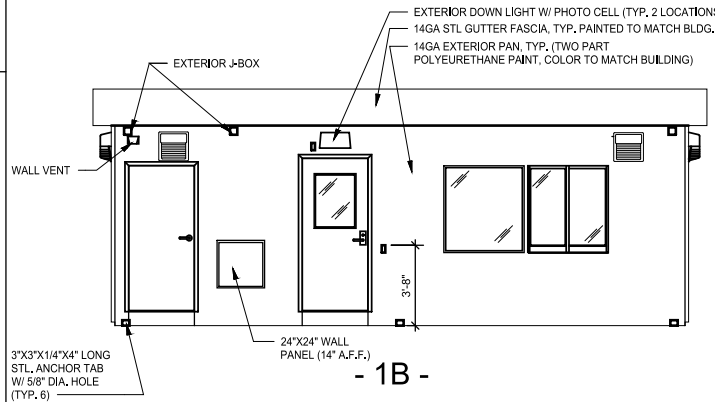 EXTERIOR DOWN LIGHT W/ PHOTO CELL (TYP. 2 LOCATIONS
14GA STL GUTTER FASCIA, TYP. PAINTED TO MATCH BLDG.
14GA EXTERIOR PAN, TYP. (TWO PART
POLYEURETHANE PAINT, COLOR TO MATCH BUILDING)
EXTERIOR J-BOX
WALL VENT
3'-8"
24"X24" WALL
PANEL (14" A.F.F.)
3"X3"X1/4"X4" LONG
STL. ANCHOR TAB
W/ 5/8" DIA. HOLE
(TYP. 6)
- 1B -